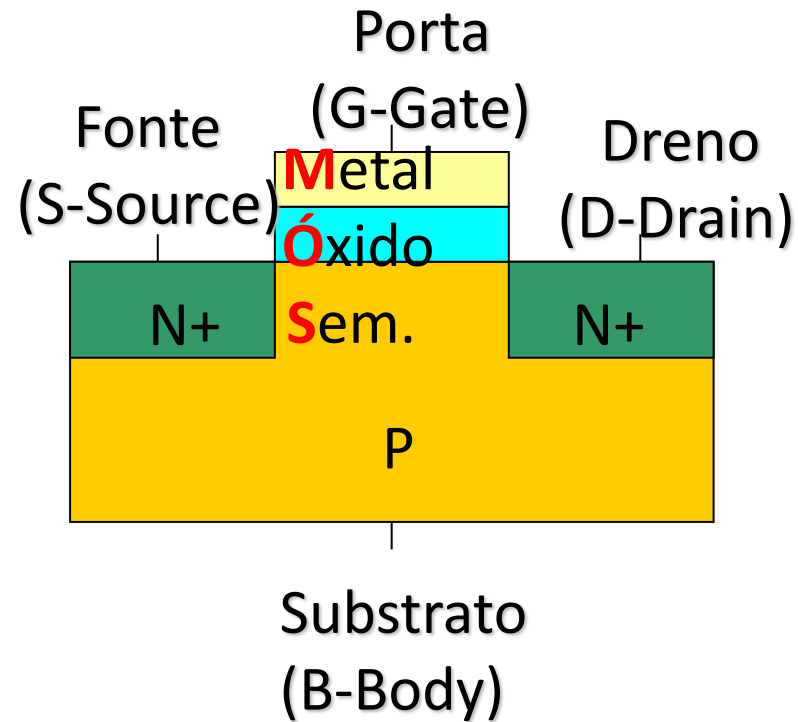 Porta
(G-Gate)
Fonte
(S-Source)
Dreno
(D-Drain)
Metal
Óxido
Sem.
N+
N+
P
Substrato
(B-Body)